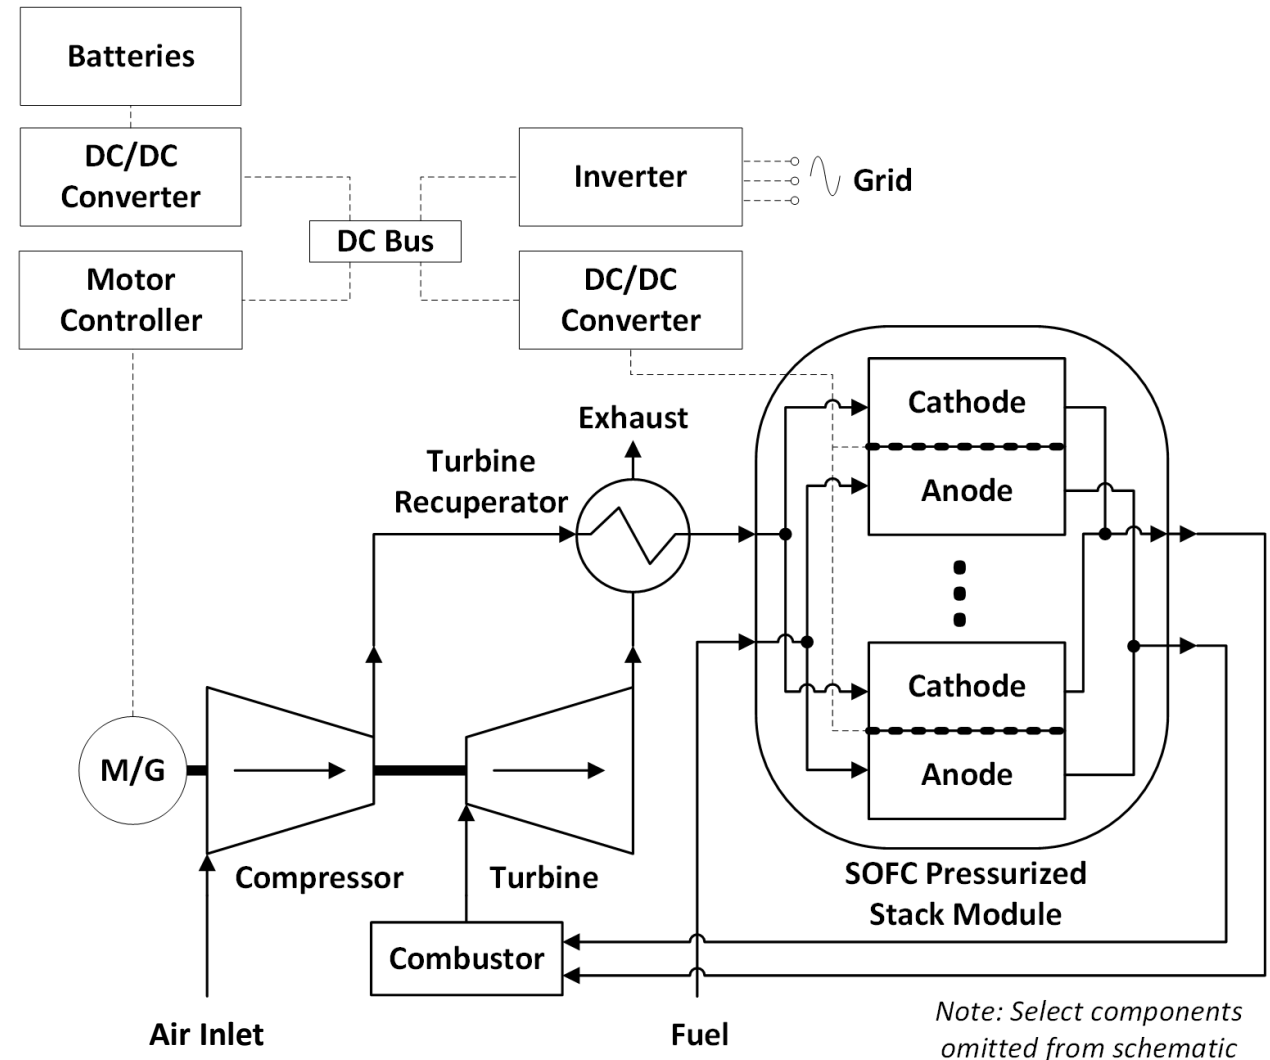 Batteries
DC/DC
Converter
Inverter
Grid
DC Bus
Motor
Controller
DC/DC
Converter
Exhaust
Turbine
Recuperator
Cathode
Anode
Cathode
Anode
M/G
Compressor
Turbine
SOFC Pressurized
Stack Module
Combustor
Air Inlet
Fuel
Note: Select components
omitted from schematic